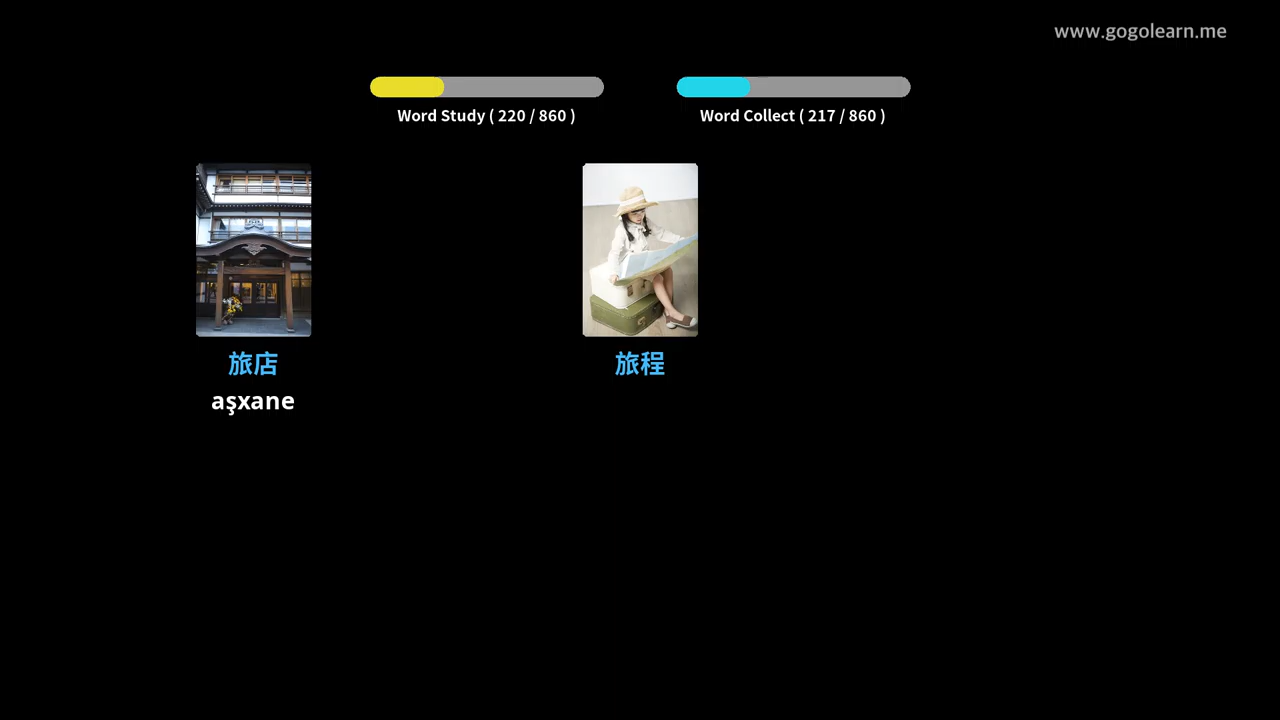 www.gogolearn.me
Word Study ( 220 / 860 )
Word Collect ( 217 / 860 )
旅店
aşxane
旅程